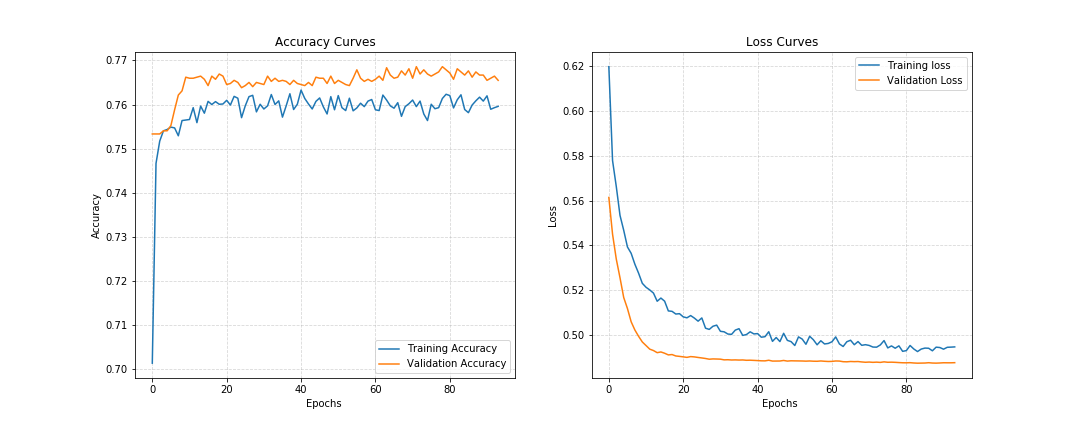 Accuracy Curves
0.77
0.76
0.75
0.74
0.73
0.72
0.71
0.70
Accuracy
0 20 40 60 80
Epochs
Training Accuracy
Validation Accuracy
Loss Curves
0.62
0.60
0.58
0.56
0.54
0.52
0.50
Loss
0 20 40 60 80
Epochs
Training loss
Validation Loss